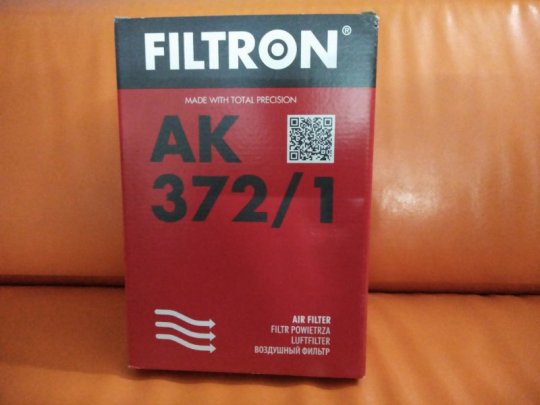 FILTRON®
MADE WITH TOTAL PRECISION
AK
372/1
AIR FILTER
FILTR POWIETRZA
LUFTFILTER
ВОЗДУШНЫЙ ФИЛЬТР